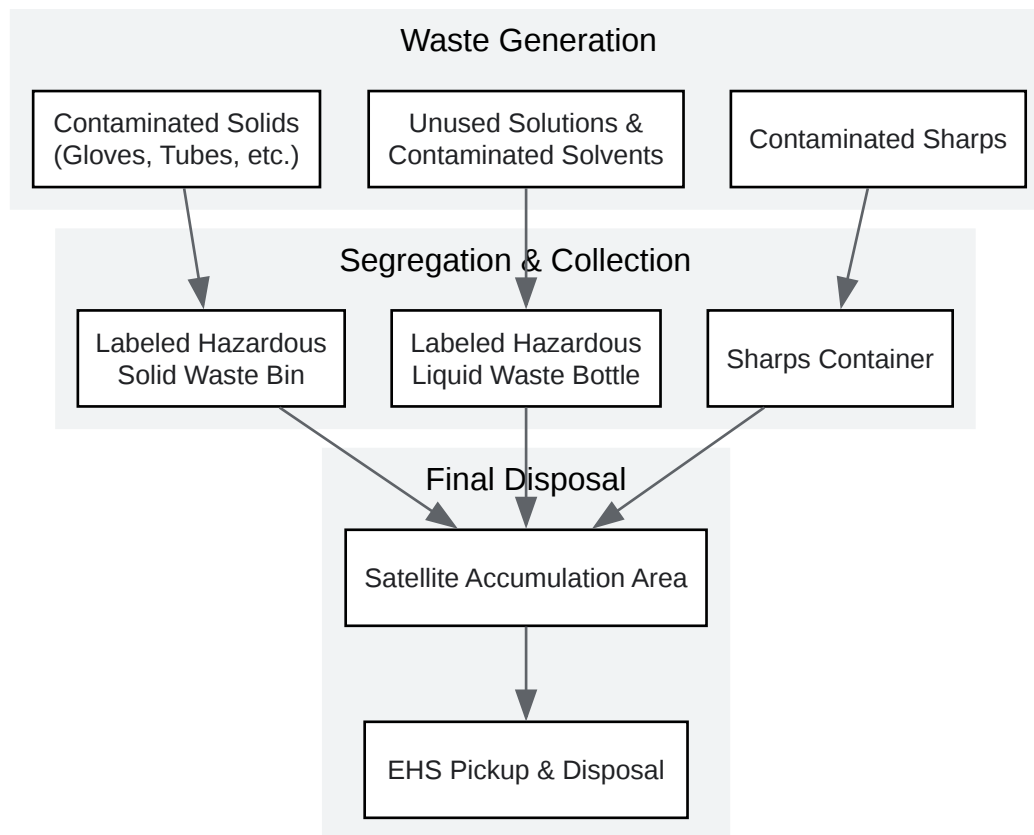 Waste Generation
Contaminated Solids
(Gloves, Tubes, etc.)
Unused Solutions &
Contaminated Solvents
Contaminated Sharps
Segregation & Collection
Labeled Hazardous
Solid Waste Bin
Labeled Hazardous
Liquid Waste Bottle
Sharps Container
Final Disposal
Satellite Accumulation Area
EHS Pickup & Disposal